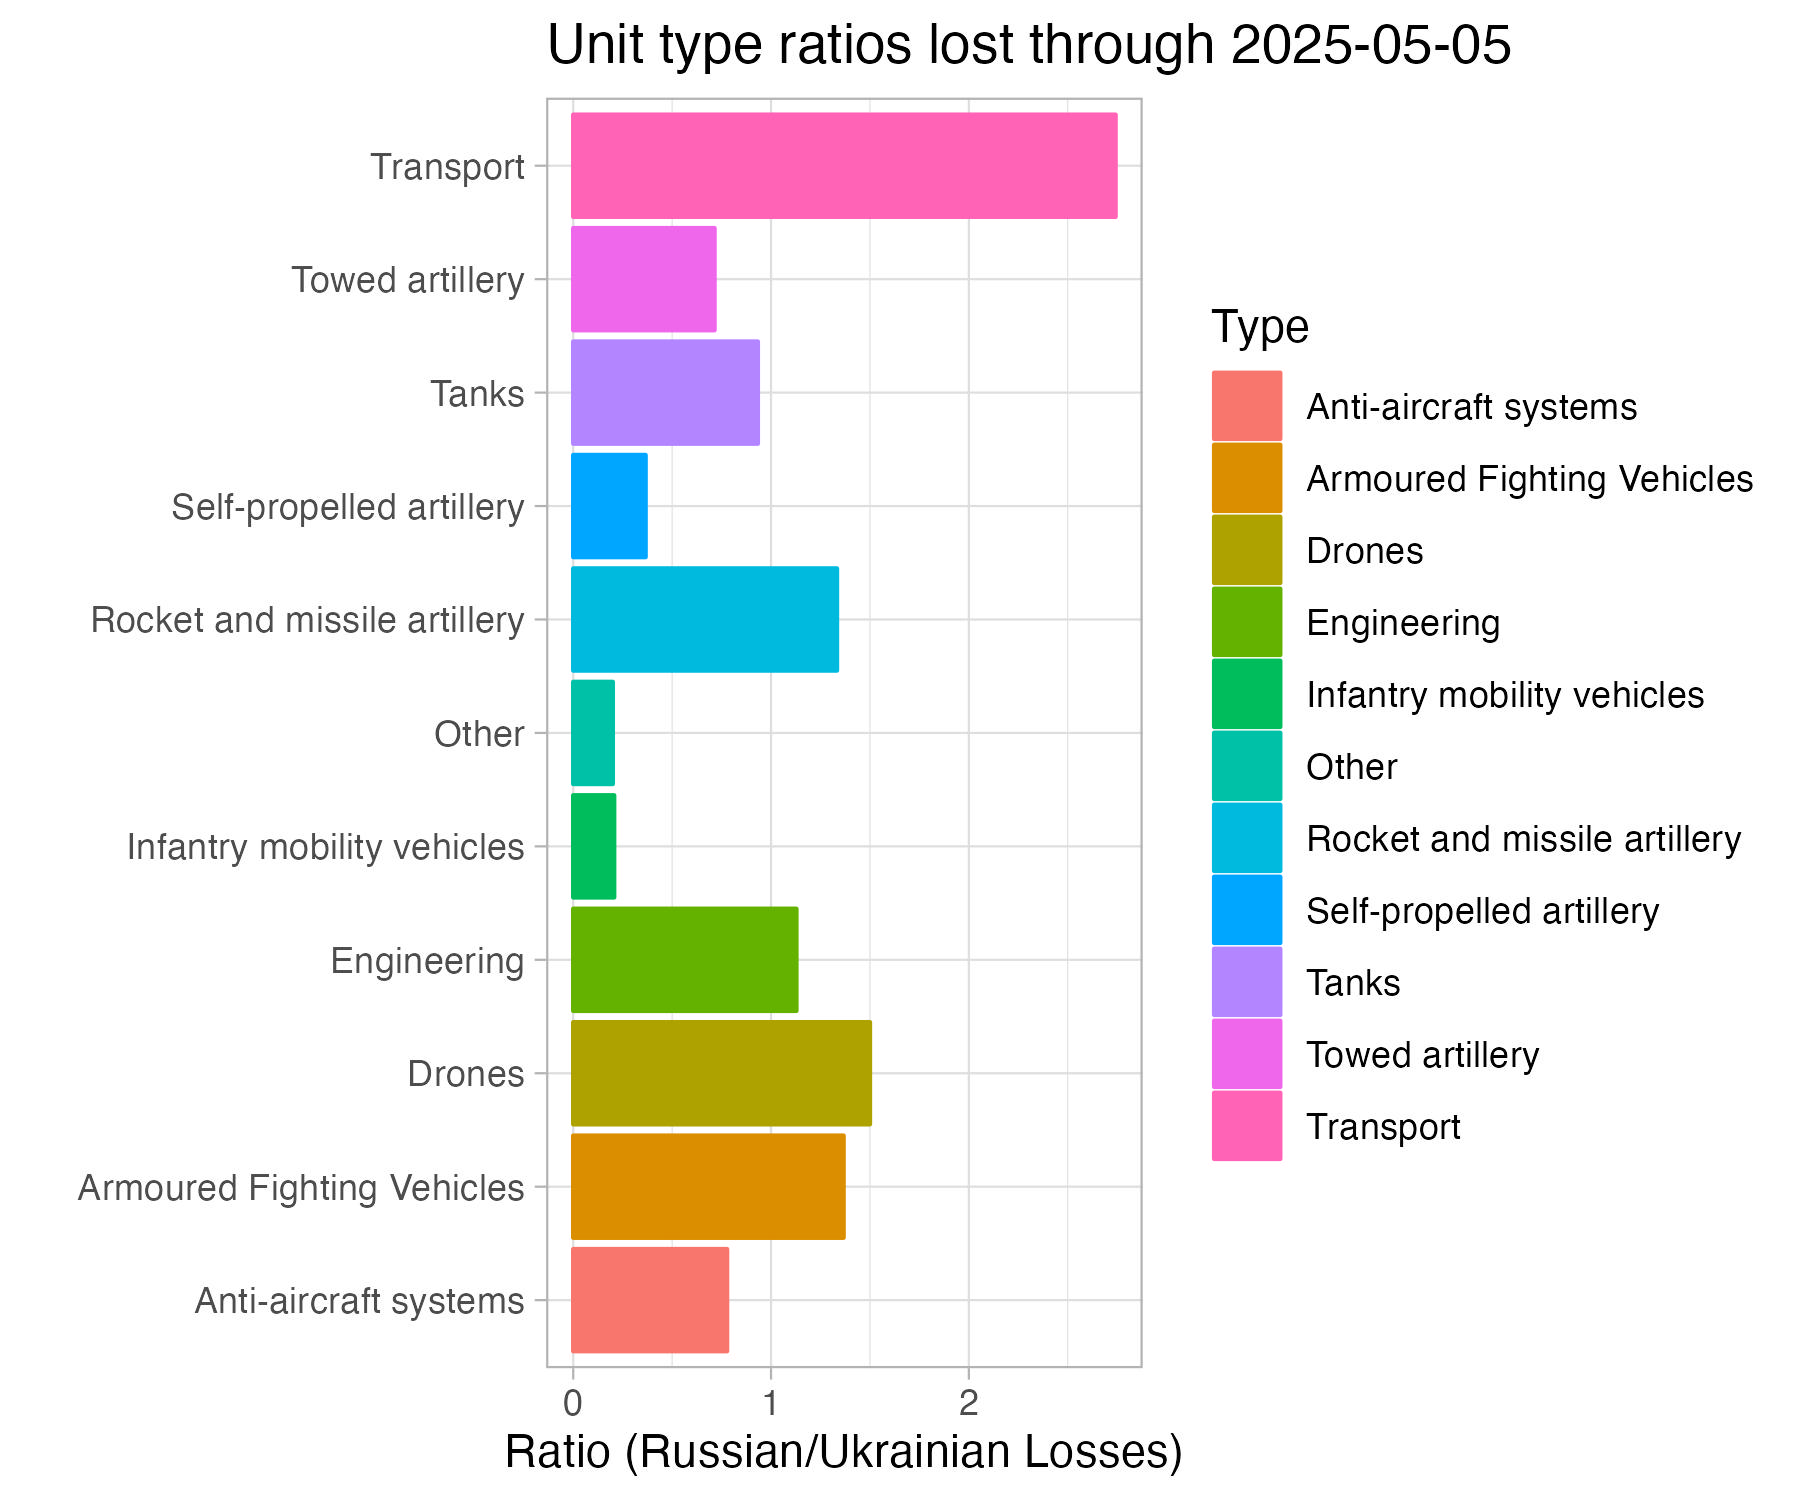 Unit type ratios lost through 2025-05-05
Transport
Towed artillery
Tanks
Self-propelled artillery
Rocket and missile artillery
Other
Infantry mobility vehicles
Engineering
Drones
Armoured Fighting Vehicles
Anti-aircraft systems
0 1 2
Ratio (Russian/Ukrainian Losses)
Type
Anti-aircraft systems
Armoured Fighting Vehicles
Drones
Engineering
Infantry mobility vehicles
Other
Rocket and missile artillery
Self-propelled artillery
Tanks
Towed artillery
Transport